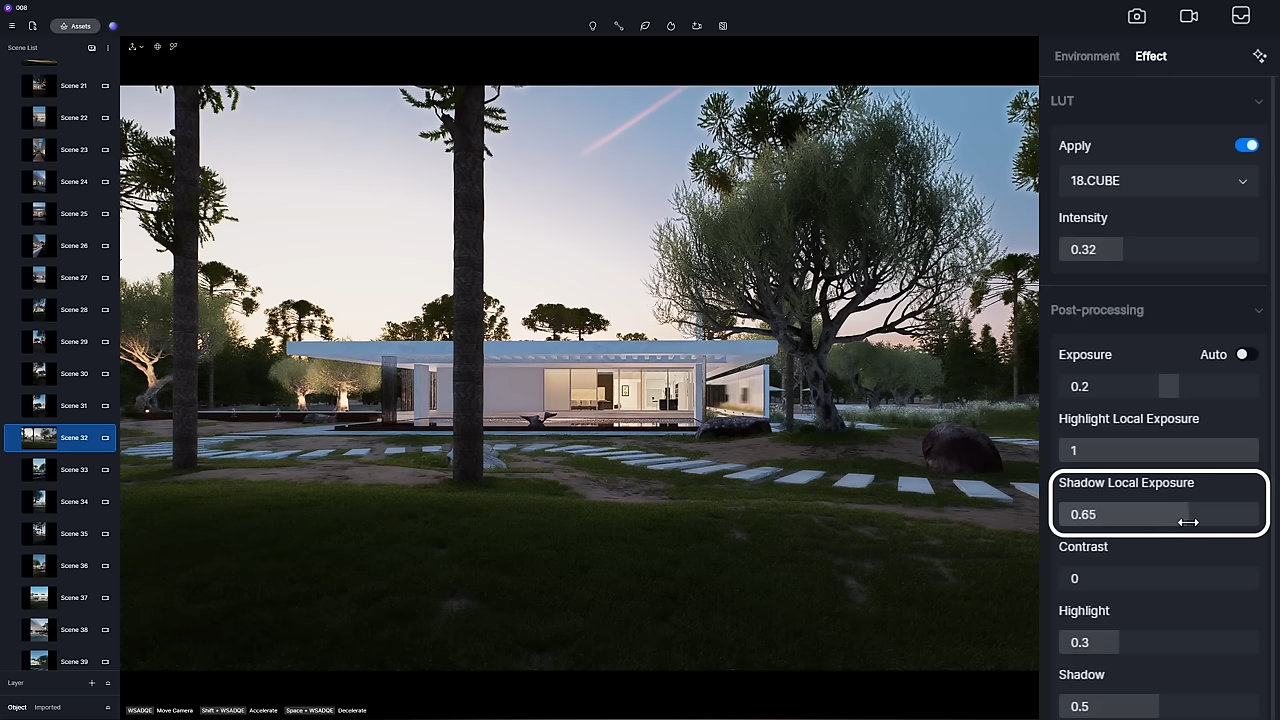 008
Assets
Scene List
Scene 21
Scene 22
Scene 23
Scene 24
Scene 25
Scene 26
Scene 27
Scene 28
Scene 29
Scene 30
Scene 31
Scene 32
Scene 33
Scene 34
Scene 35
Scene 36
Scene 37
Scene 38
Scene 39
Layer
Object Imported
WSADQE Move Camera Shift + WSADQE Accelerate Space + WSADQE Decelerate
Environment Effect
LUT
Apply
18.CUBE
Intensity
0.32
Post-processing
Exposure Auto
0.2
Highlight Local Exposure
1
Shadow Local Exposure
0.65
Contrast
0
Highlight
0.3
Shadow
0.5